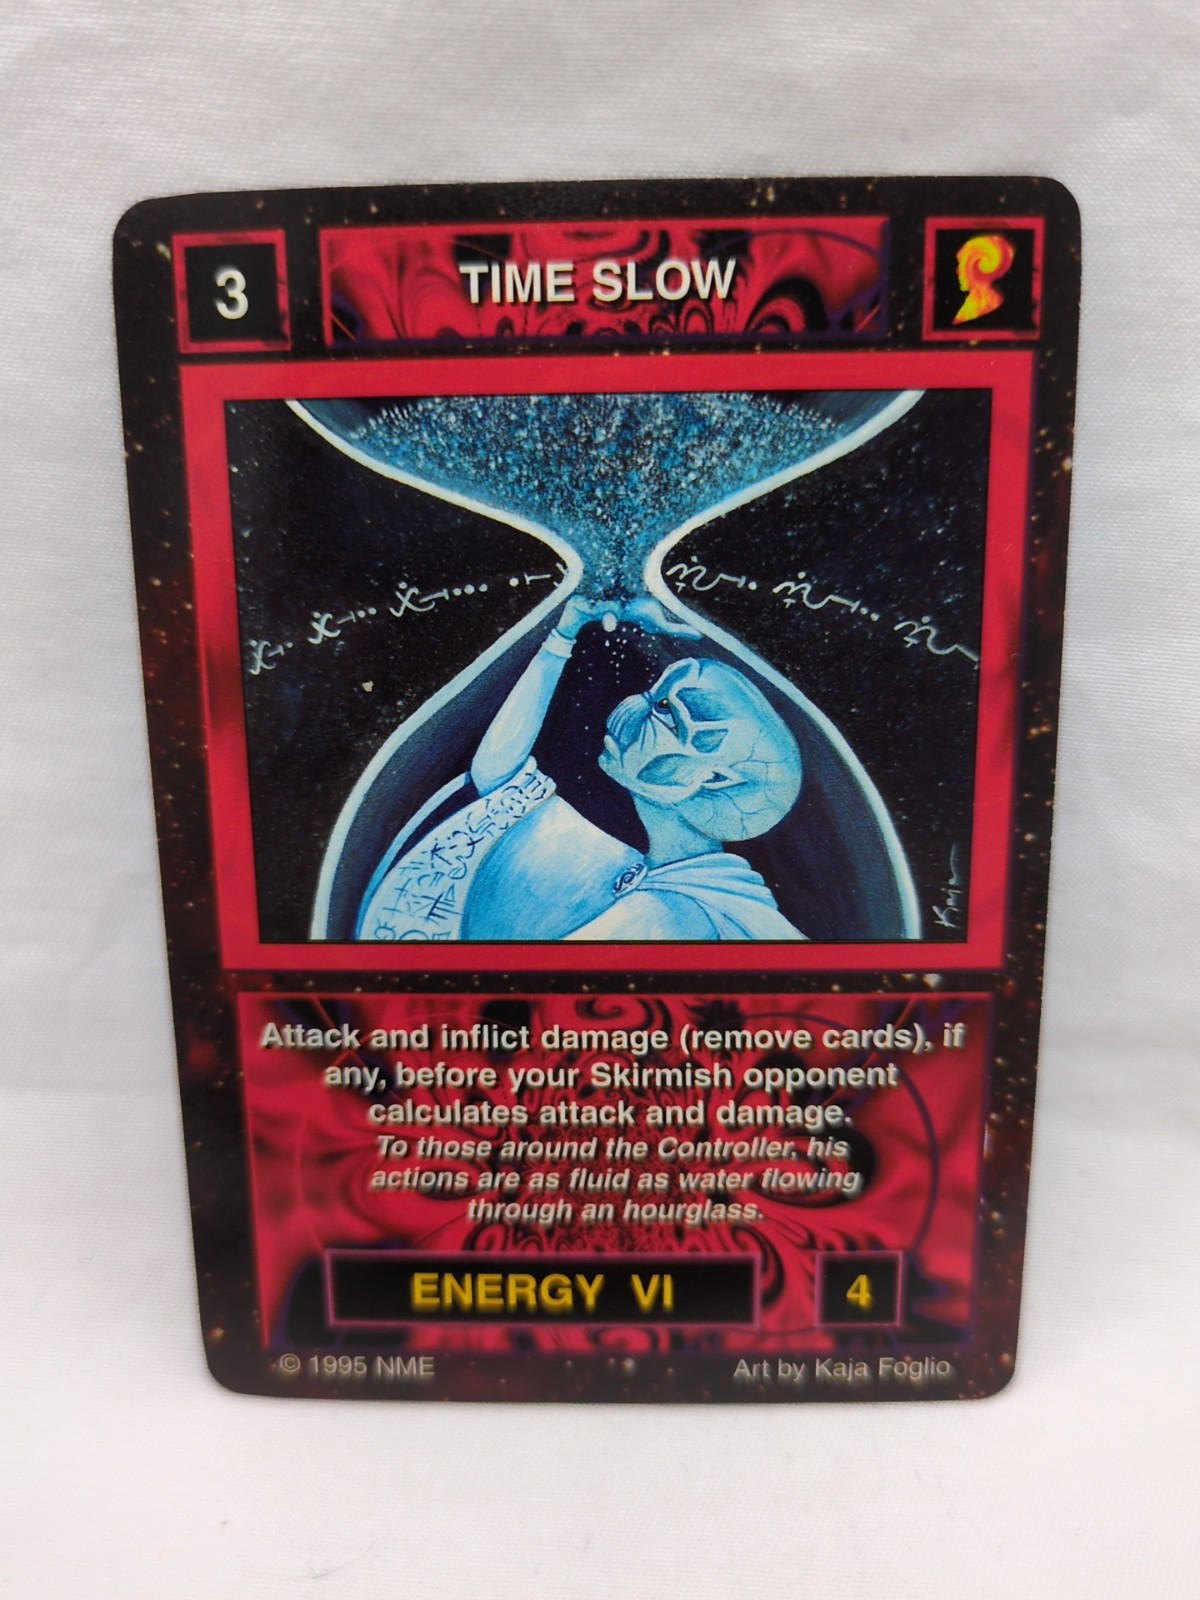 3
TIME SLOW
Kaja
Attack and inflict damage (remove cards), if
any, before your Skirmish opponent
calculates attack and damage.
To those around the Controller, his
actions are as fluid as water flowing
through an hourglass.
ENERGY VI
4
© 1995 NME
Art by Kaja Foglio